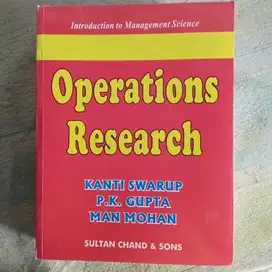 Introduction to Management Science
Operations
Research
KANTI SWARUP
P.K. GUPTA
MAN MOHAN
SULTAN CHAND & SONS